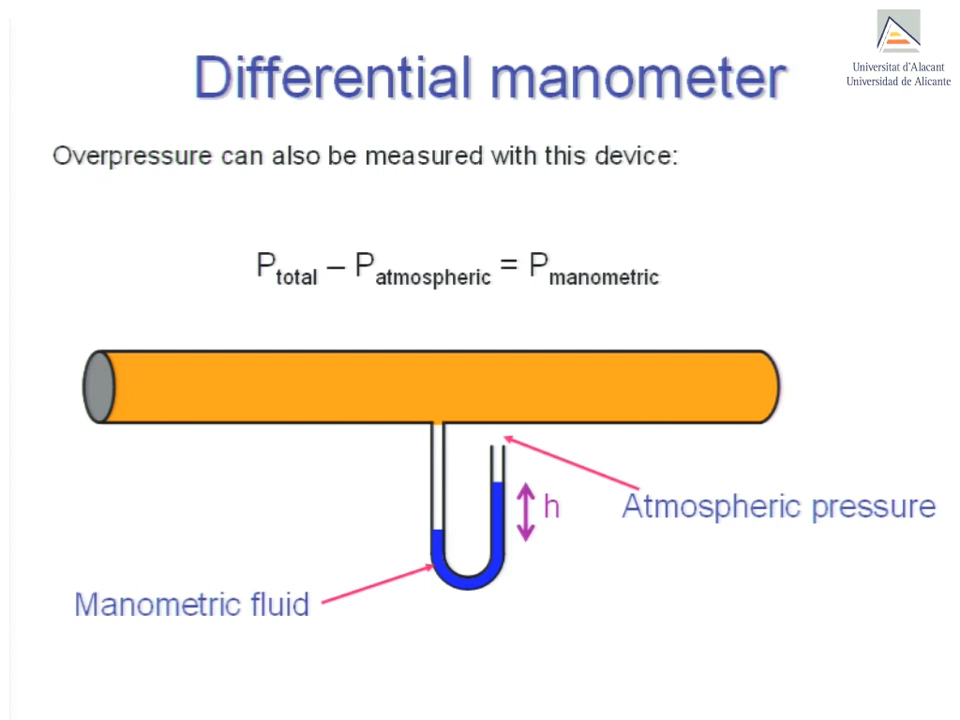 Differential manometer
Universitat d'Alacant
Universidad de Alicante
Overpressure can also be measured with this device:
Ptotal – Patmospheric = Pmanometric
h
Atmospheric pressure
Manometric fluid